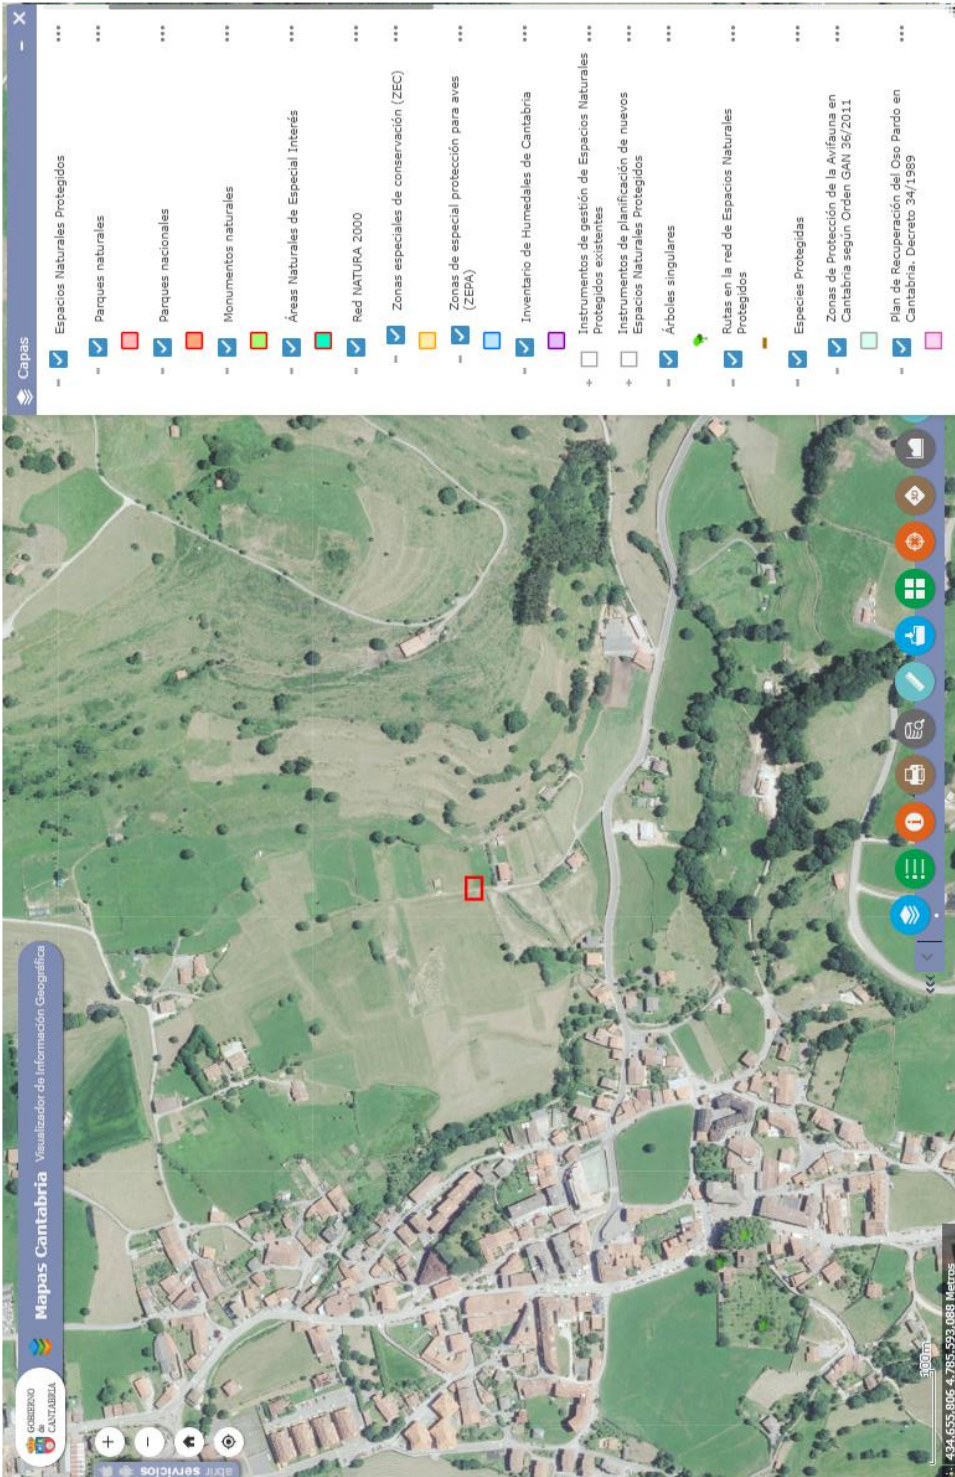 GOBIERNO
de
CANTABRIA
Mapas Cantabria Visualizador de Información Geográfica
abrir servicios
Capas
Espacios Naturales Protegidos
Parques naturales
Parques nacionales
Monumentos naturales
Áreas Naturales de Especial Interés
Red NATURA 2000
Zonas especiales de conservación (ZEC)
Zonas de especial protección para aves
(ZEPA)
Inventario de Humedales de Cantabria
Instrumentos de gestión de Espacios Naturales
Protegidos existentes
Instrumentos de planificación de nuevos
Espacios Naturales Protegidos
Árboles singulares
Rutas en la red de Espacios Naturales
Protegidos
Especies Protegidas
Zonas de Protección de la Avifauna en
Cantabria según Orden GAN 36/2011
Plan de Recuperación del Oso Pardo en
Cantabria. Decreto 34/1989
3D
100m
434.655,806 4.785.593,088 Metros